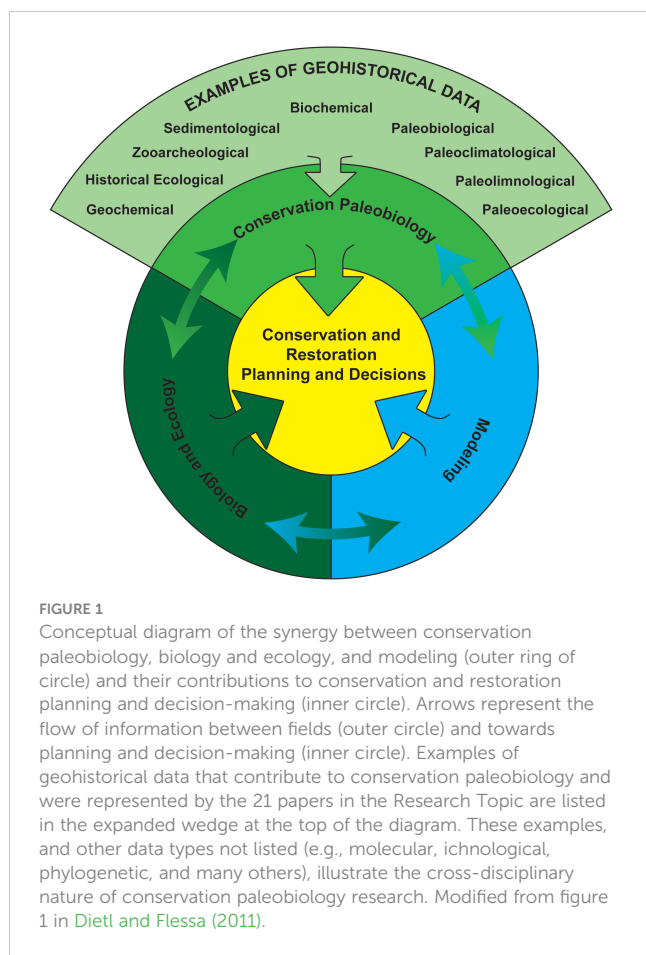 EXAMPLES OF GEOHISTORICAL DATA
Biochemical
Sedimentological
Paleobiological
Zooarcheological
Paleoclimatological
Historical Ecological
Paleolimnological
Geochemical
Paleoecological
Conservation Paleobiology
Conservation and
Restoration
Planning and Decisions
Biology and Ecology
Modeling
FIGURE 1
Conceptual diagram of the synergy between conservation
paleobiology, biology and ecology, and modeling (outer ring of
circle) and their contributions to conservation and restoration
planning and decision-making (inner circle). Arrows represent the
flow of information between fields (outer circle) and towards
planning and decision-making (inner circle). Examples of
geohistorical data that contribute to conservation paleobiology and
were represented by the 21 papers in the Research Topic are listed
in the expanded wedge at the top of the diagram. These examples,
and other data types not listed (e.g., molecular, ichnological,
phylogenetic, and many others), illustrate the cross-disciplinary
nature of conservation paleobiology research. Modified from figure
1 in Dietl and Flessa (2011).